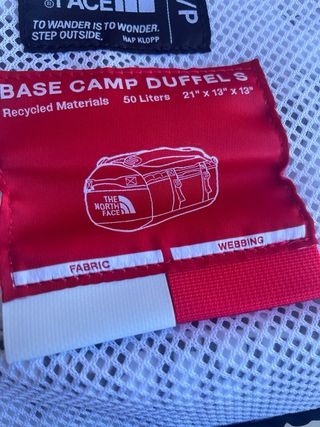 FACE
TO WANDER IS TO WONDER.
STEP OUTSIDE.
HAP KLOPP
/P
BASE CAMP DUFFEL S
Recycled Materials 50 Liters 21" x 13" x 13"
THE
NORTH
FACE
FABRIC
WEBBING